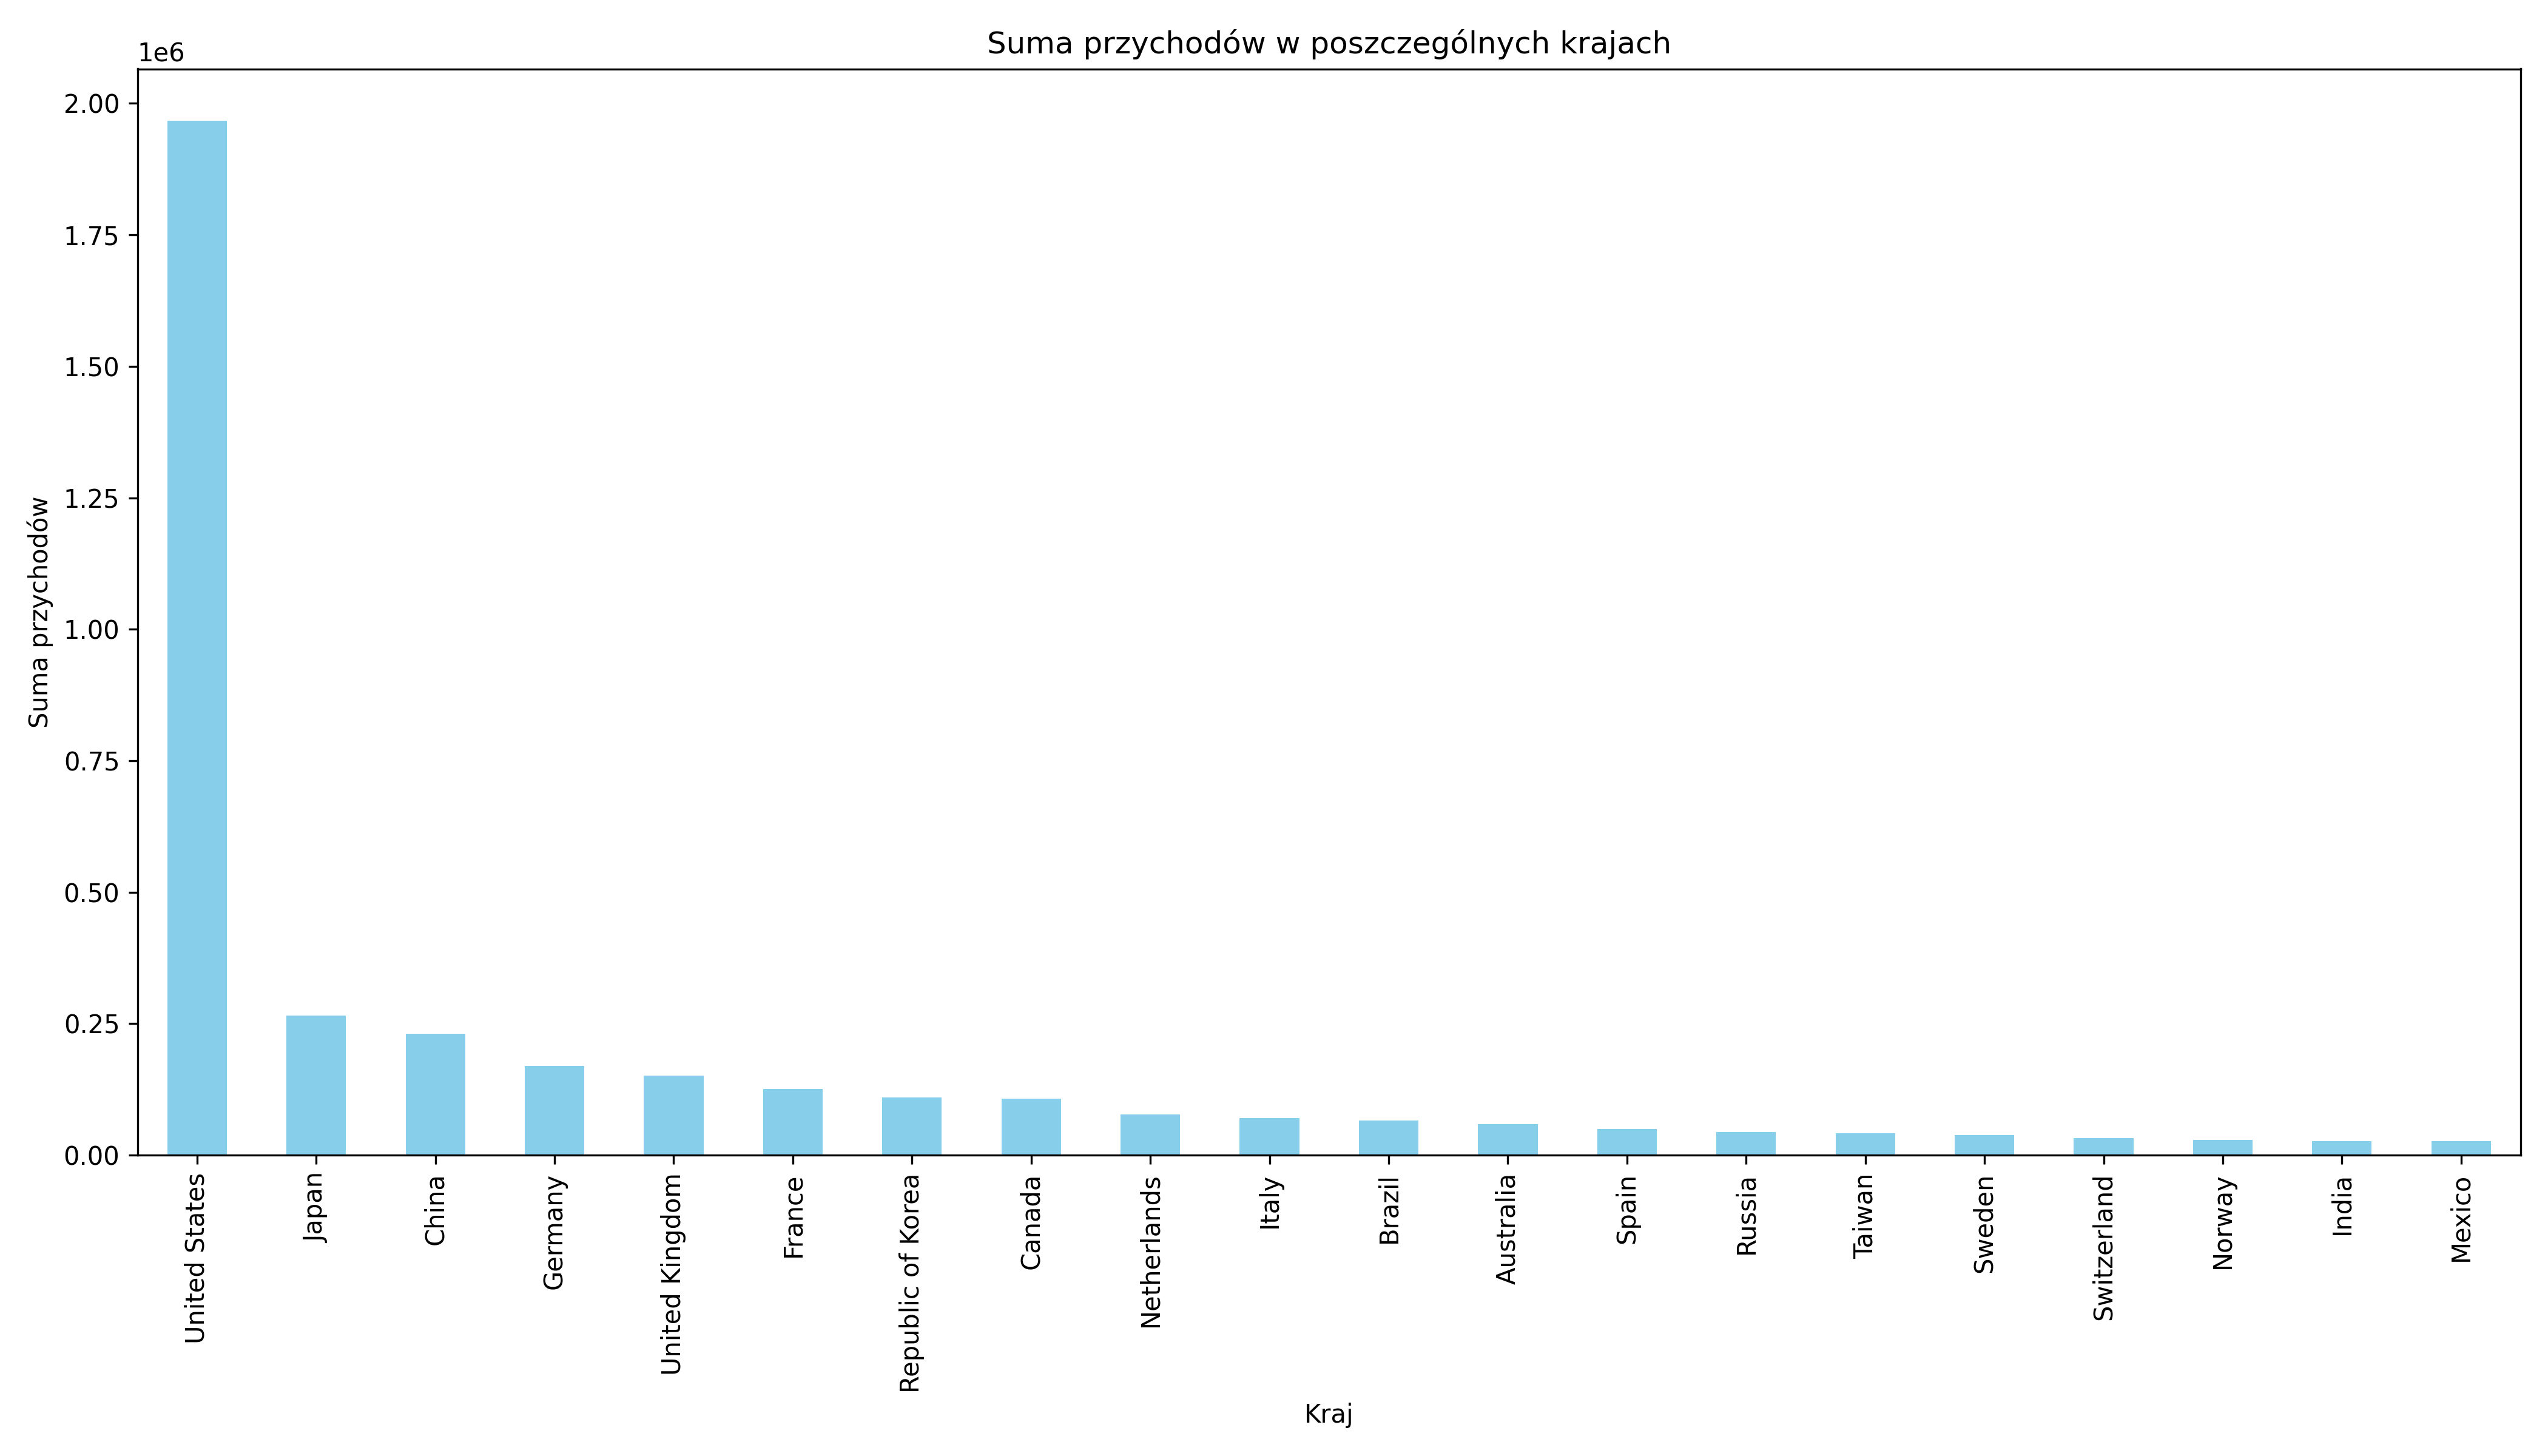 Suma przychodów w poszczególnych krajach
1e6
2.00
1.75
1.50
1.25
1.00
0.75
0.50
0.25
0.00
Suma przychodów
United States
Japan
China
Germany
United Kingdom
France
Republic of Korea
Canada
Netherlands
Italy
Brazil
Australia
Spain
Russia
Taiwan
Sweden
Switzerland
Norway
India
Mexico
Kraj